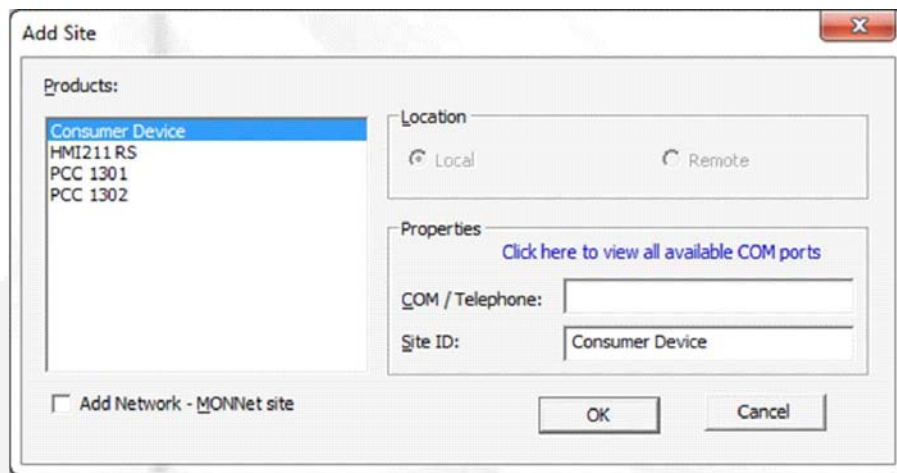 Add Site
Products:
Consumer Device
HMI211 RS
PCC 1301
PCC 1302
Add Network - MONNet site
Location
Local
Remote
Properties
Click here to view all available COM ports
COM / Telephone:
Site ID:
Consumer Device
OK
Cancel